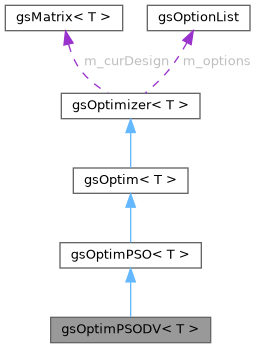 gsMatrix< T >
gsOptionList
m_curDesign
m_options
gsOptimizer< T >
gsOptim< T >
gsOptimPSO< T >
gsOptimPSODV< T >